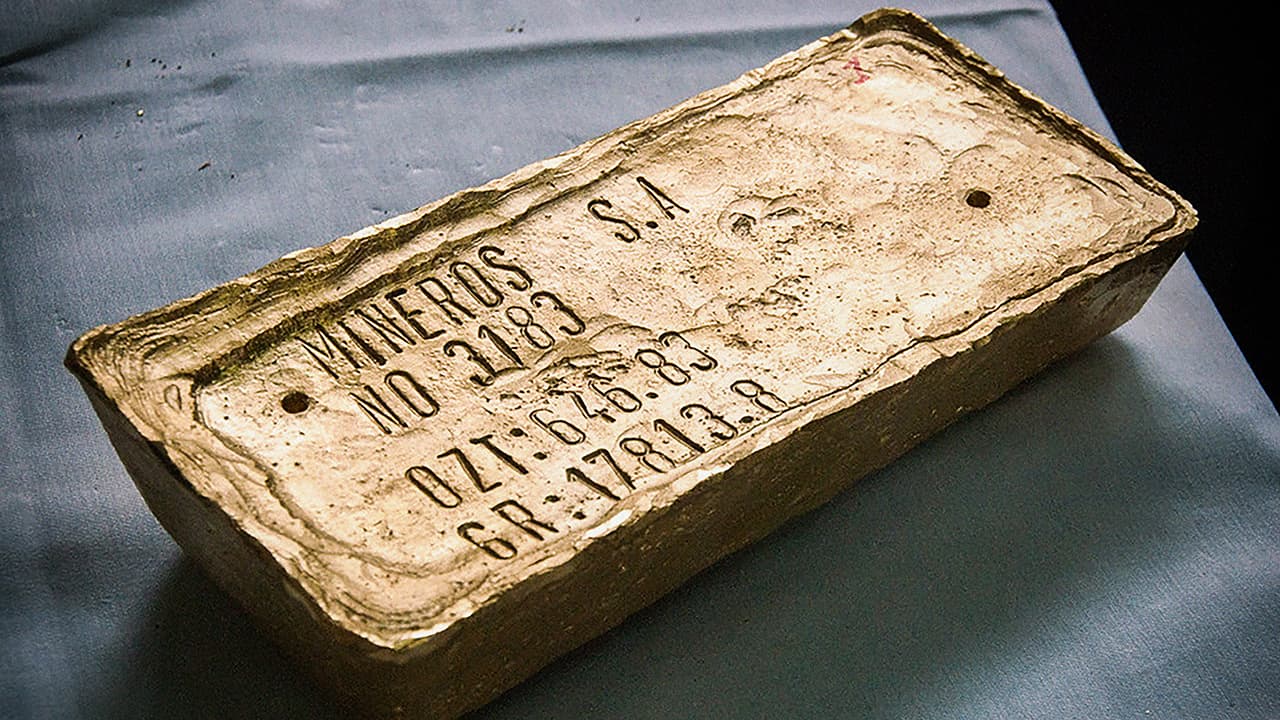 MINEROS S.A
NO 3183
OZT:646.83
GR:17813.8